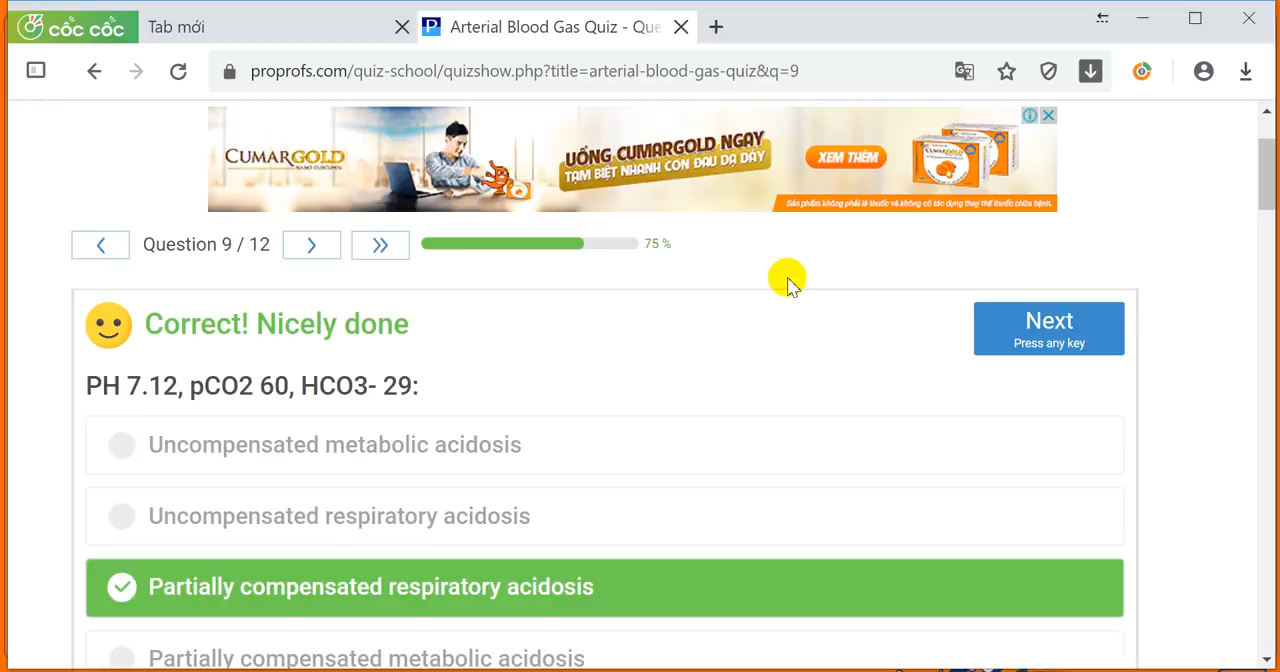 cốc cốc
Tab mới
Arterial Blood Gas Quiz - Que
proprofs.com/quiz-school/quizshow.php?title=arterial-blood-gas-quiz&q=9
CUMARGOLD
NANO CURCUMIN
UỐNG CUMARGOLD NGAY
TẠM BIỆT NHANH CƠN ĐAU DẠ DÀY
XEM THÊM
CUMARGOLD
Sản phẩm không phải là thuốc và không có tác dụng thay thế thuốc chữa bệnh.
Question 9 / 12
75 %
Correct! Nicely done
Next
Press any key
PH 7.12, pCO2 60, HCO3- 29:
Uncompensated metabolic acidosis
Uncompensated respiratory acidosis
Partially compensated respiratory acidosis
Partially compensated metabolic acidosis